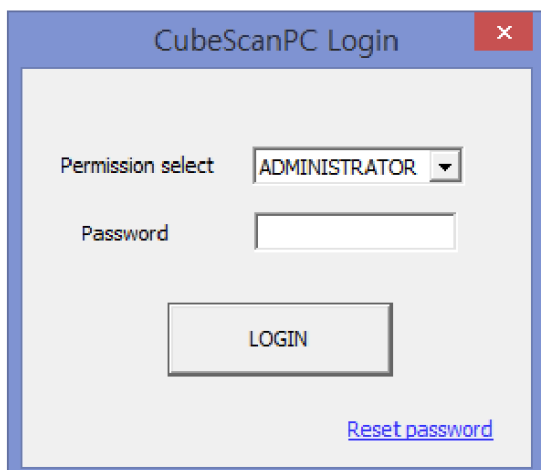 CubeScanPC Login
Permission select ADMINISTRATOR
Password
LOGIN
Reset password